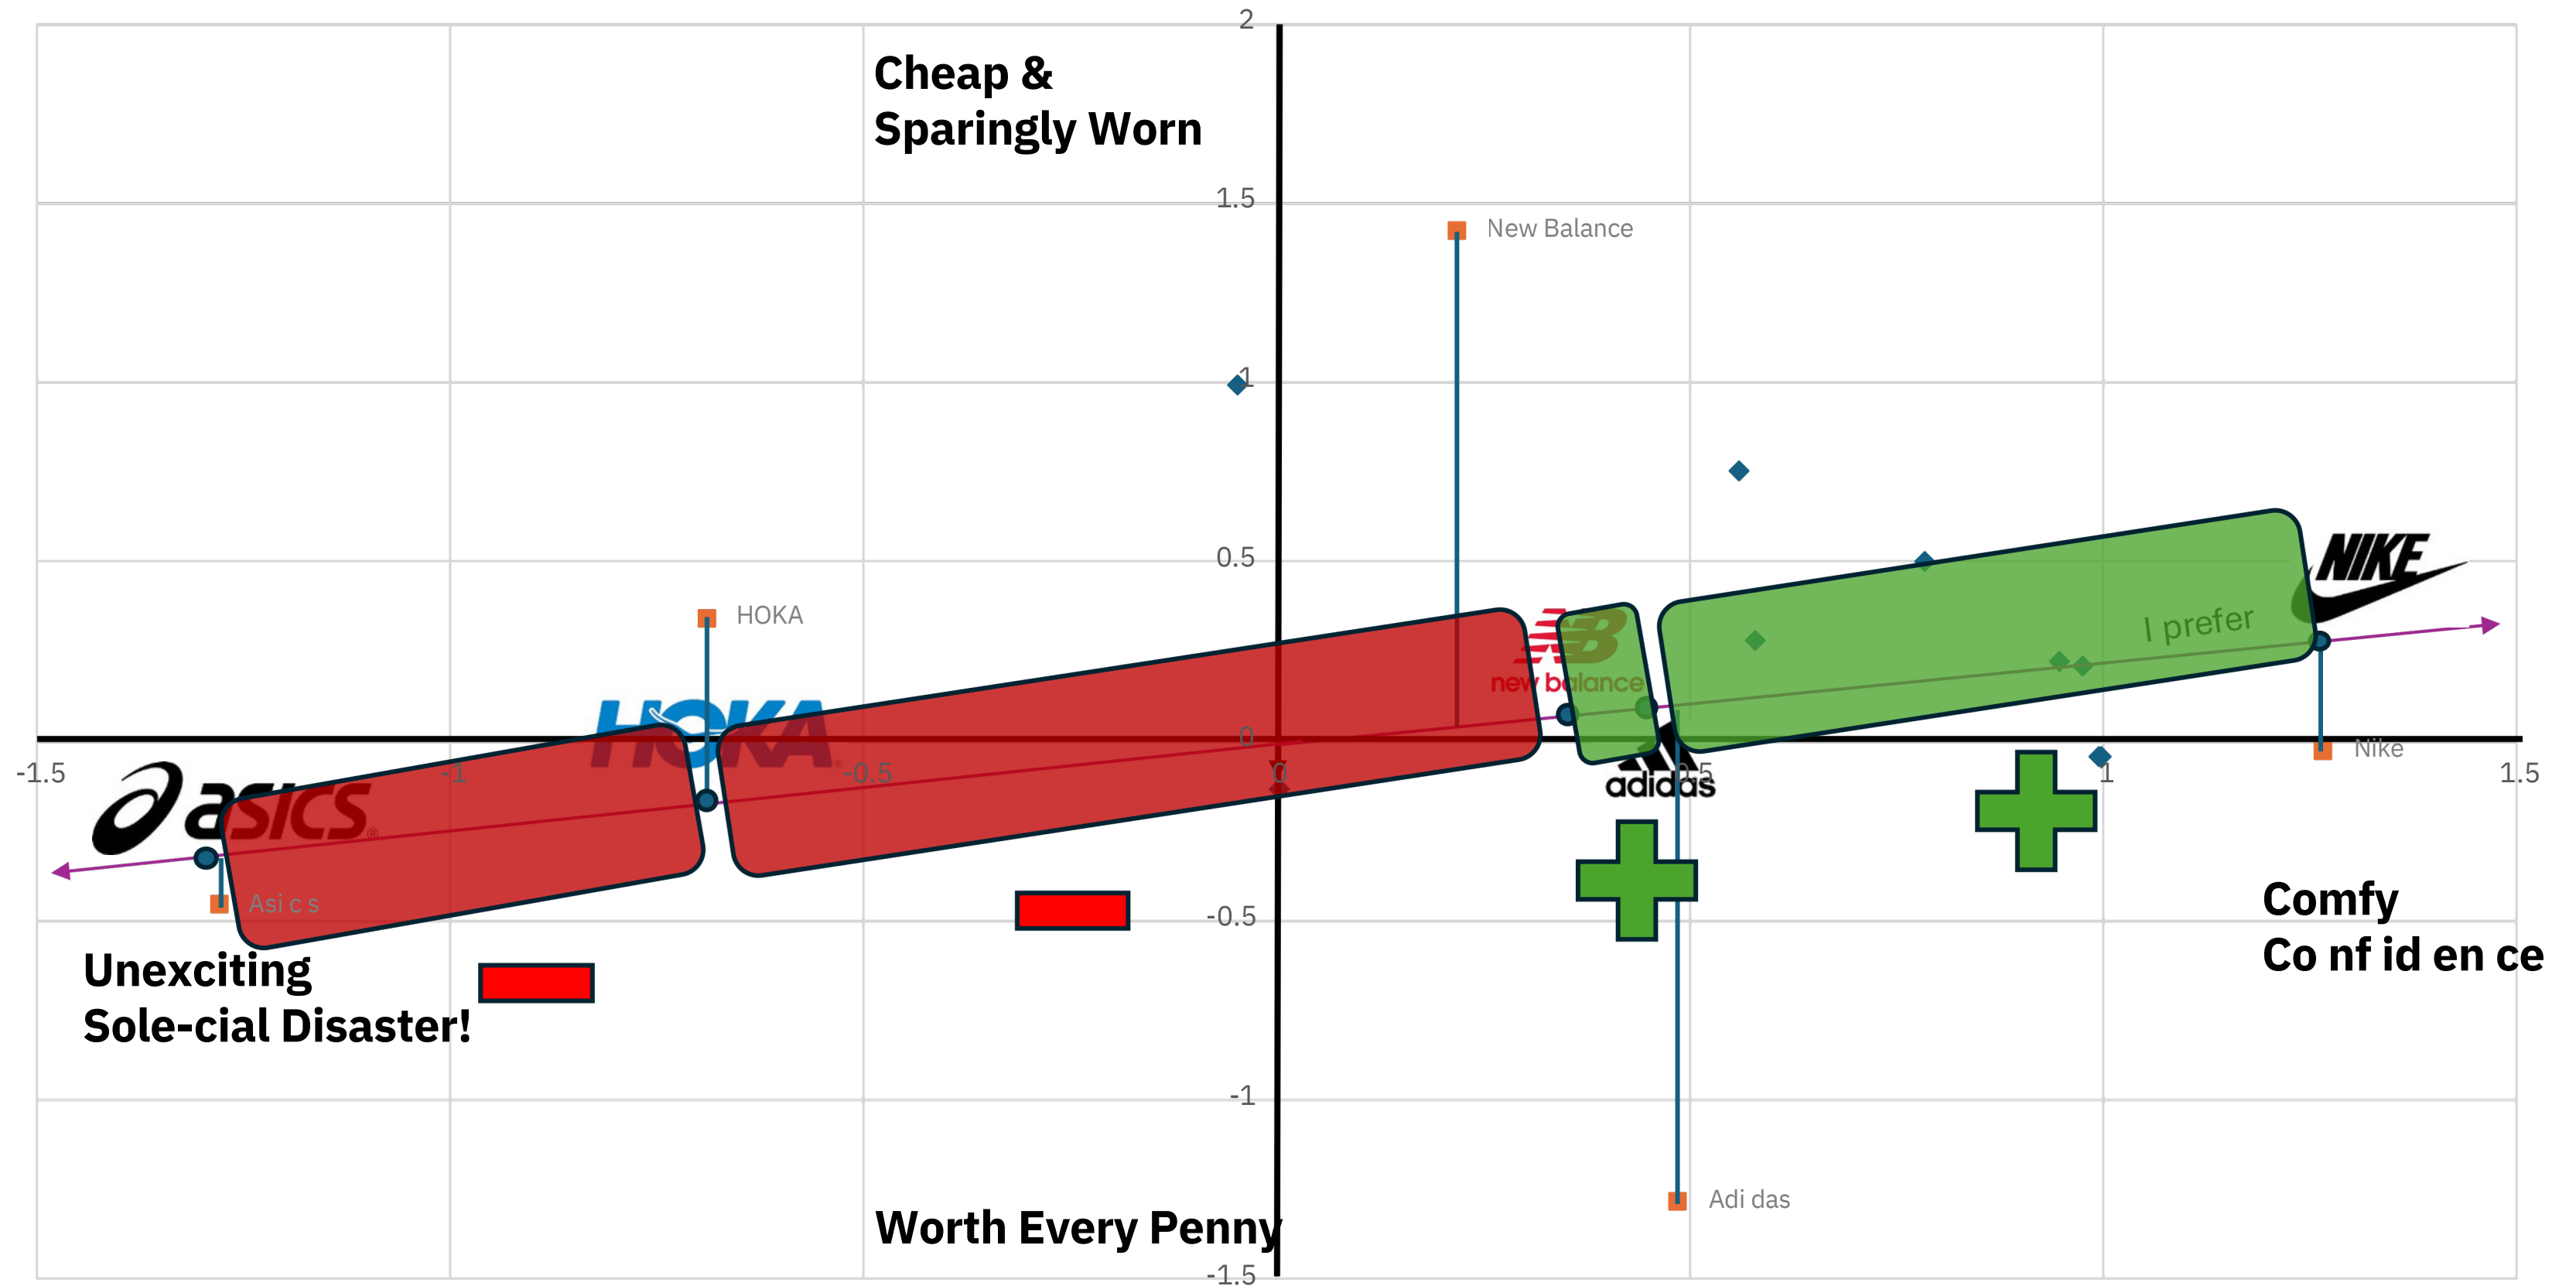 2
Cheap &
Sparingly Worn
1.5
New Balance
1
0.5
NIKE
I prefer
HOKA
new balance
HOKA
0
Nike
-1.5
-1
-0.5
0
0.5
1
1.5
adidas
asics
Asi c s
-0.5
Comfy
Co nf id en ce
Unexciting
Sole-cial Disaster!
-1
Adi das
Worth Every Penny
-1.5